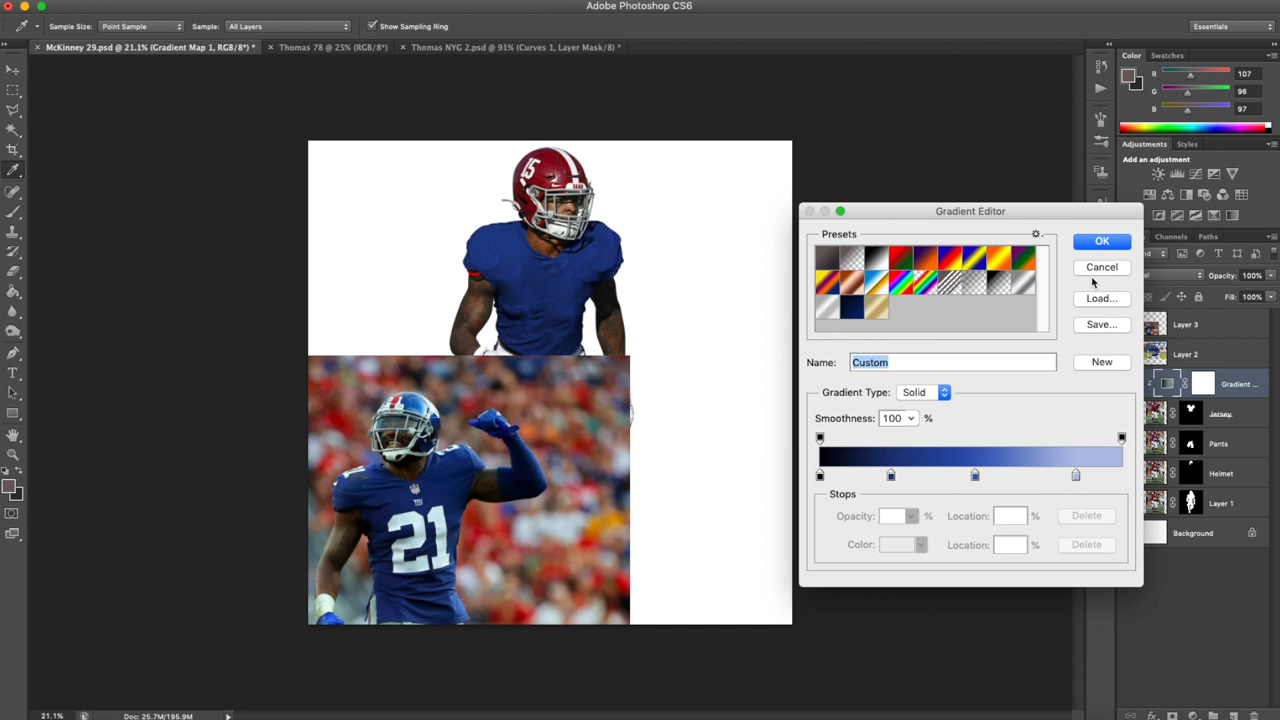 Adobe Photoshop CS6
Sample Size: Point Sample Sample: All Layers Show Sampling Ring Essentials
McKinney 29.psd @ 21.1% (Gradient Map 1, RGB/8*) * Thomas 78 @ 25% (RGB/8*) Thomas NYG 2.psd @ 91% (Curves 1, Layer Mask/8) *
Color Swatches
R 107
G 96
B 97
Adjustments Styles
Add an adjustment
Channels Paths
Opacity: 100%
Fill: 100%
Layer 3
Layer 2
Gradient ...
Jersey
Pants
Helmet
Layer 1
Background
Gradient Editor
Presets
OK
Cancel
Load...
Save...
Name: Custom New
Gradient Type: Solid
Smoothness: 100 %
Stops
Opacity: % Location: % Delete
Color: Location: % Delete
15
BAMA
21
21.1% Doc: 25.7M/195.9M